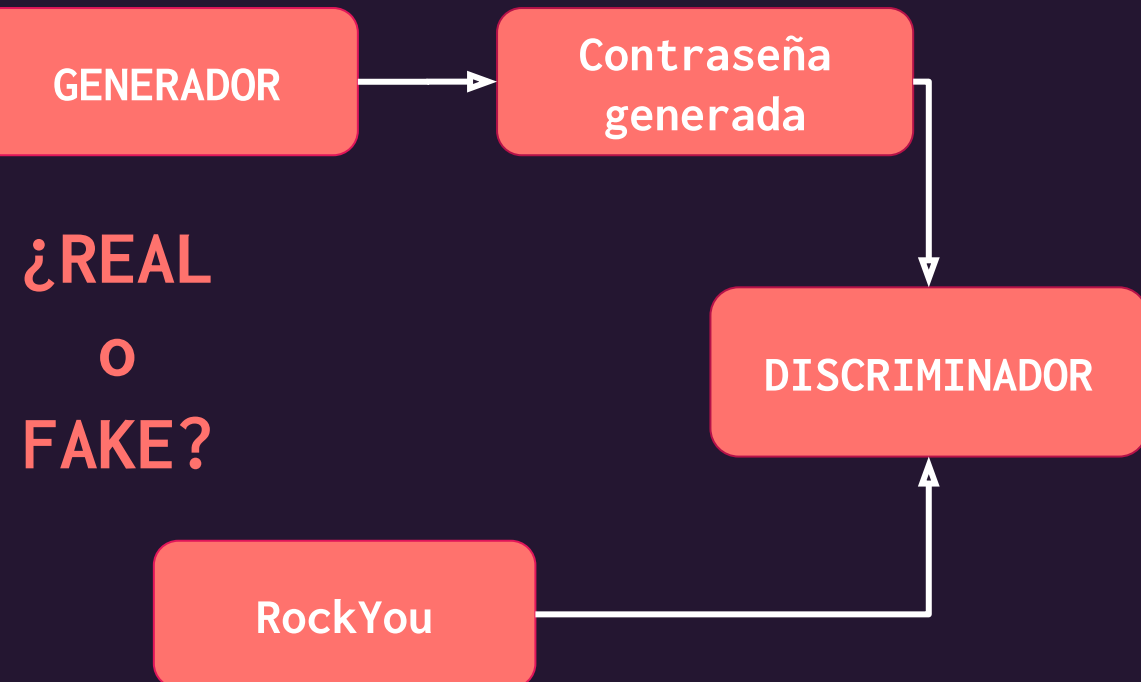 GENERADOR
Contraseña
generada
¿REAL
o
FAKE?
DISCRIMINADOR
RockYou